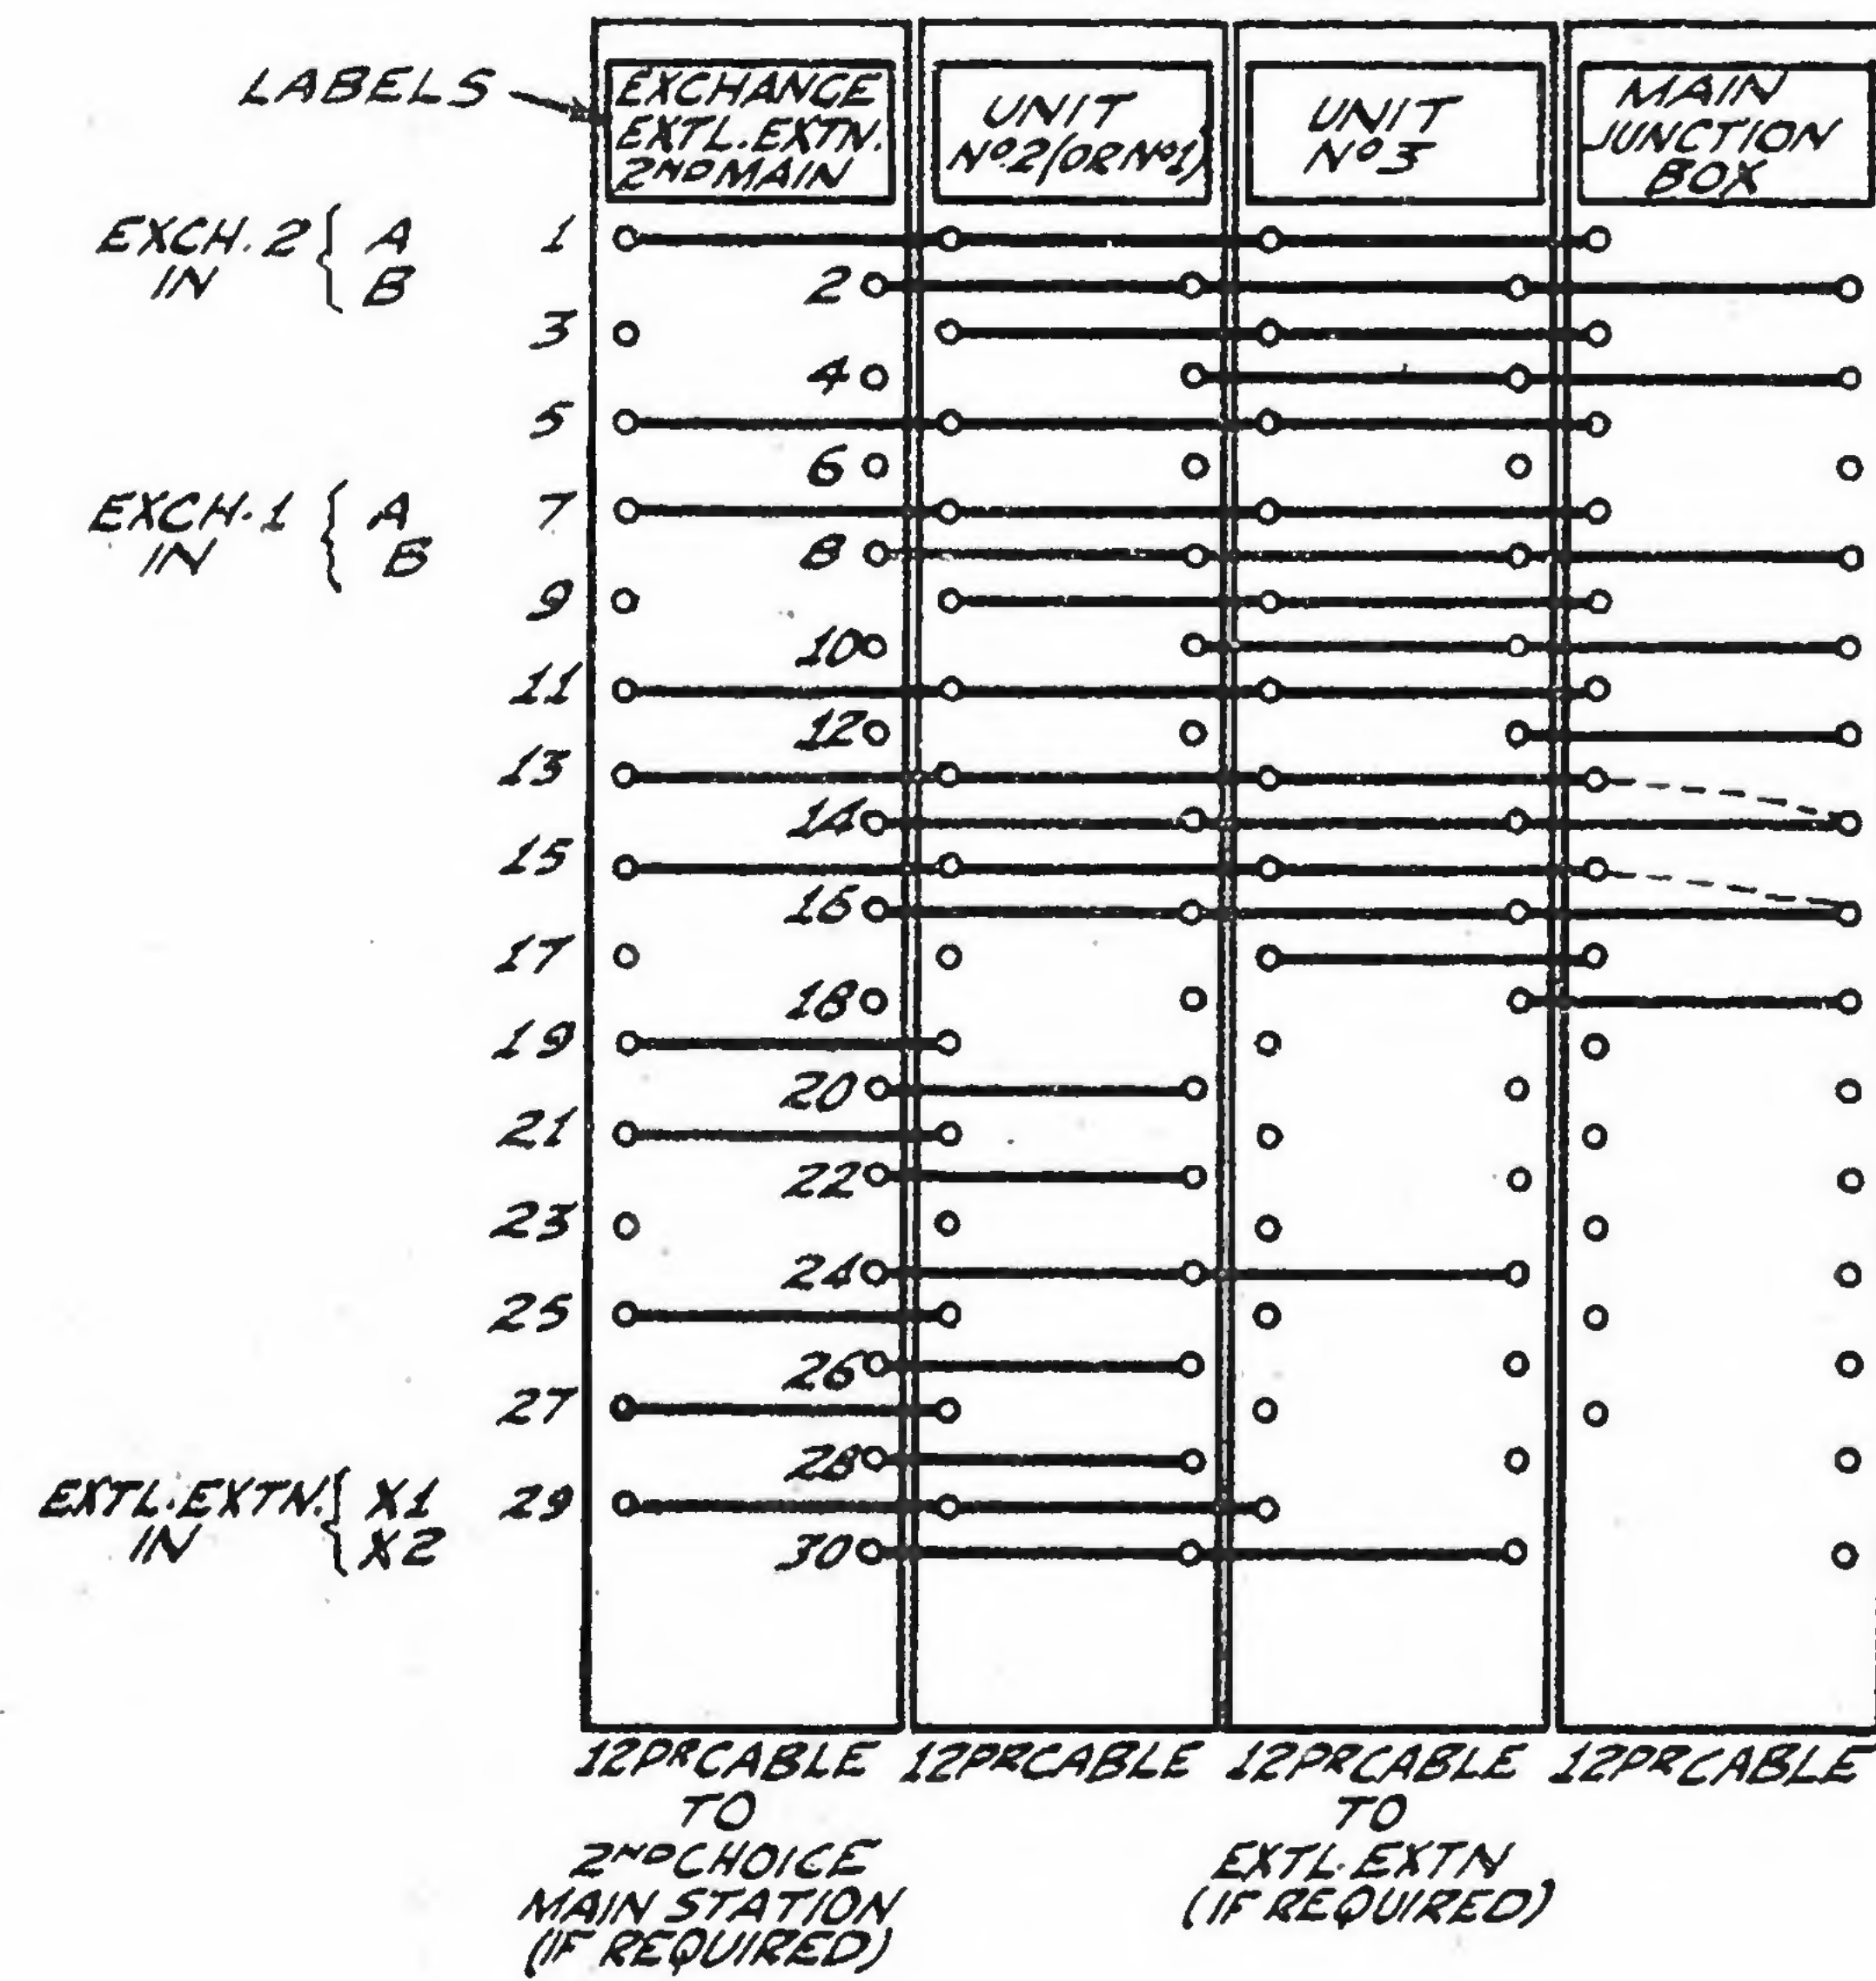 LABELS
EXCHANGE
EXTL.EXTN.
2ND MAIN
UNIT
Nº2(OR Nº1)
UNIT
Nº3
MAIN
JUNCTION
BOX
EXCH. 2 { A
IN B
1
2
3
4
5
6
EXCH. 1 { A
IN B
7
8
9
10
11
12
13
14
15
16
17
18
19
20
21
22
23
24
25
26
27
28
EXTL. EXTN. { X1
IN X2
29
30
12PR CABLE
TO
2ND CHOICE
MAIN STATION
(IF REQUIRED)
12PR CABLE
12PR CABLE
TO
EXTL. EXTN
(IF REQUIRED)
12PR CABLE